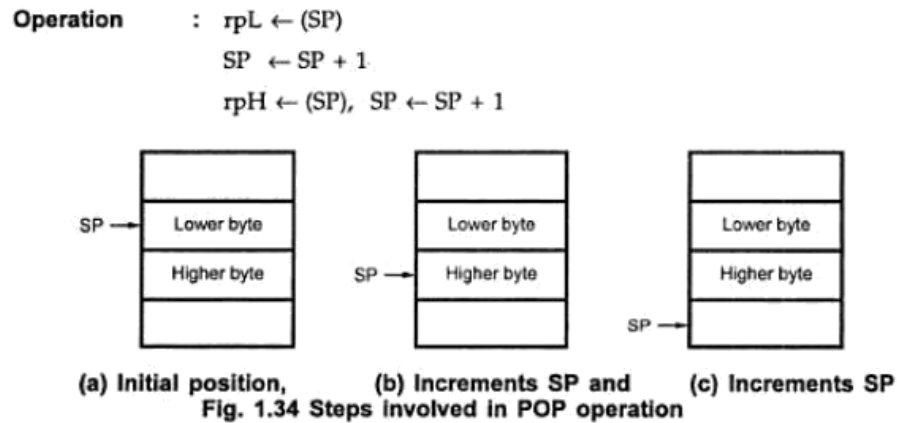 Operation : rpL ← (SP)
SP ← SP + 1
rpH ← (SP), SP ← SP + 1
SP Lower byte Lower byte Lower byte
Higher byte SP Higher byte Higher byte
SP
(a) Initial position, (b) Increments SP and (c) Increments SP
Fig. 1.34 Steps involved in POP operation